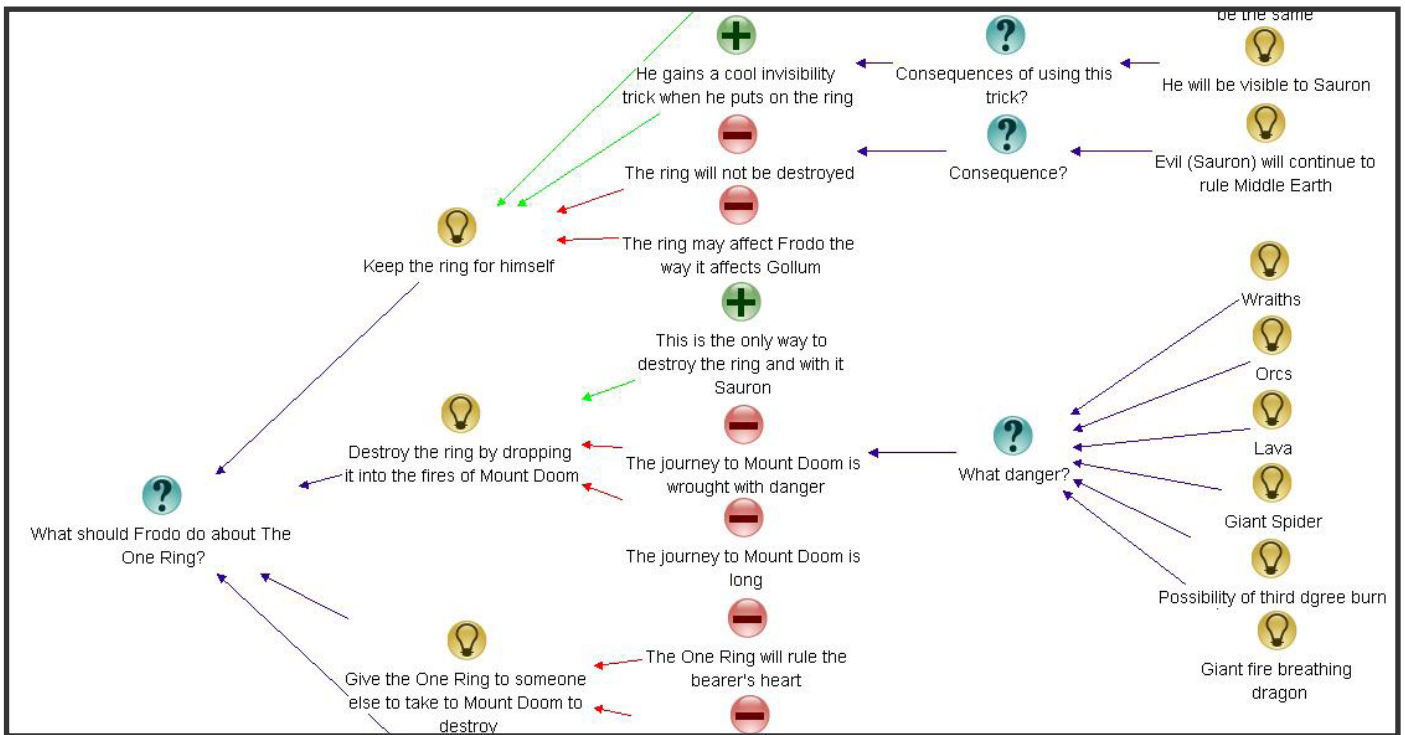 be the same
He gains a cool invisibility
trick when he puts on the ring
Consequences of using this
trick?
He will be visible to Sauron
The ring will not be destroyed
Consequence?
Evil (Sauron) will continue to
rule Middle Earth
Keep the ring for himself
The ring may affect Frodo the
way it affects Gollum
Wraiths
This is the only way to
destroy the ring and with it
Sauron
Orcs
Destroy the ring by dropping
it into the fires of Mount Doom
The journey to Mount Doom is
wrought with danger
What danger?
Lava
Giant Spider
What should Frodo do about The
One Ring?
The journey to Mount Doom is
long
Possibility of third dgree burn
Give the One Ring to someone
else to take to Mount Doom to
destroy
The One Ring will rule the
bearer's heart
Giant fire breathing
dragon